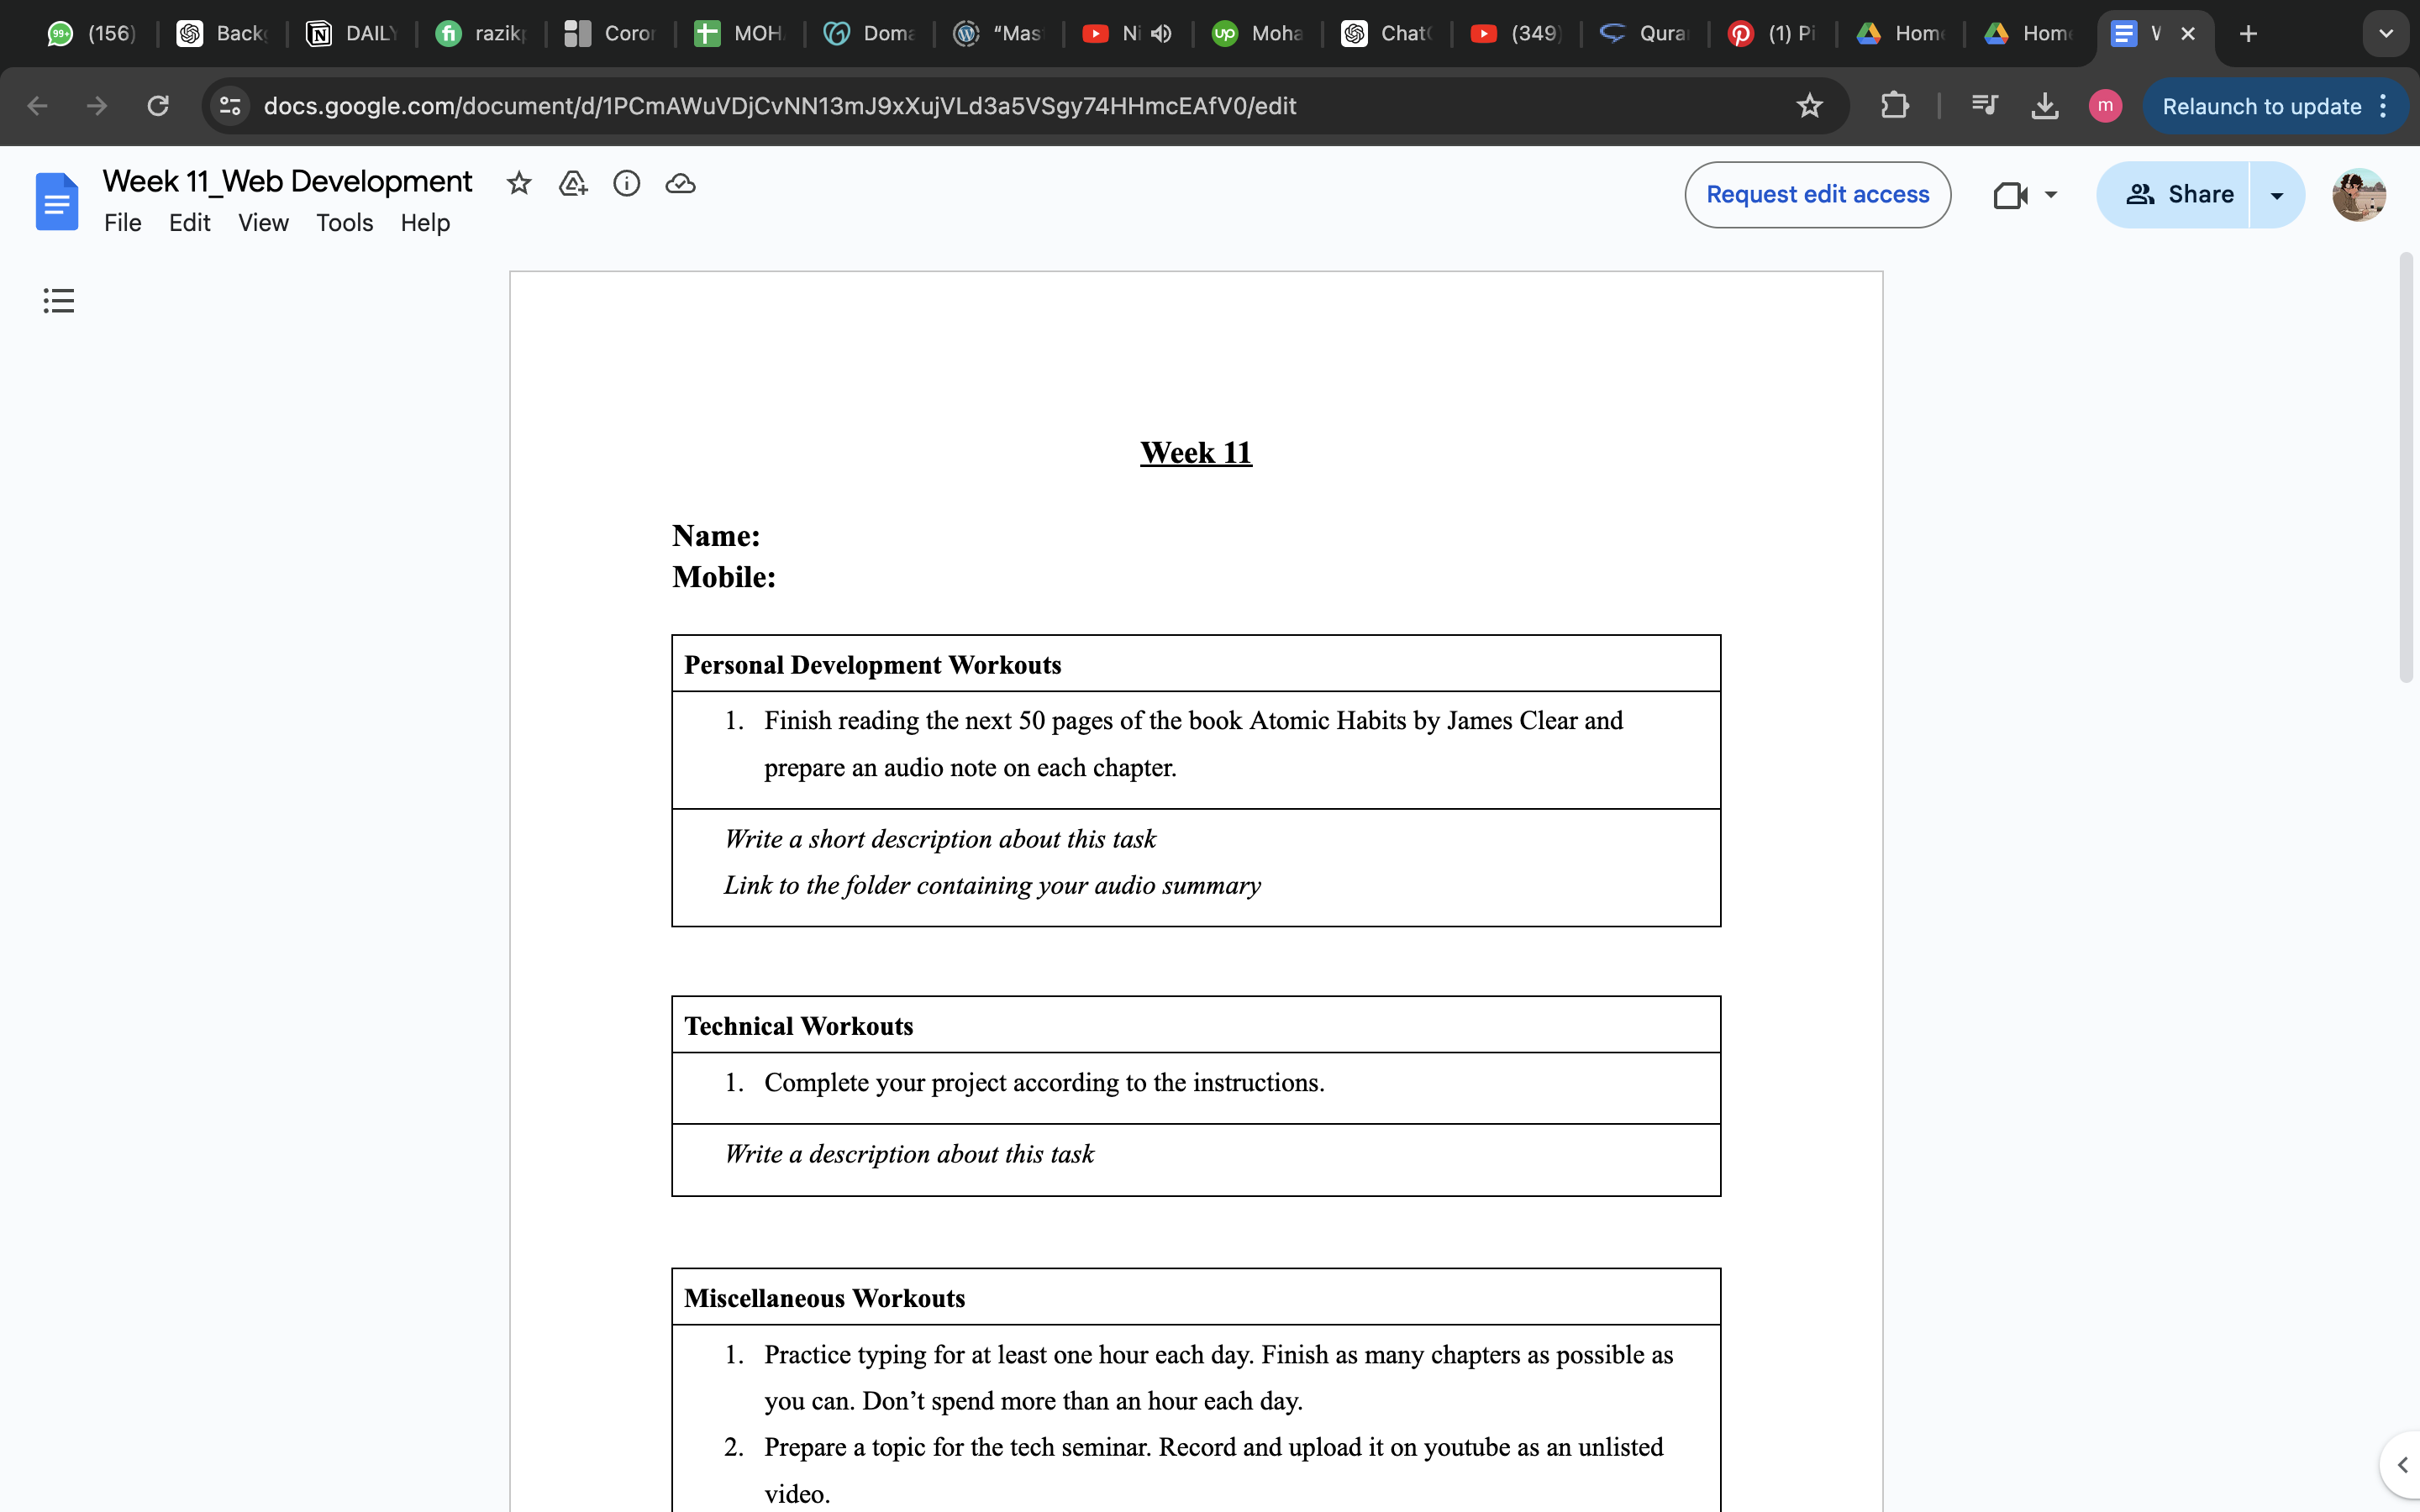 (156) Back DAILY razikp Coror MOH Doma “Mas Ni Moha Chat (349) Qura (1) Pi Home Home
docs.google.com/document/d/1PCmAWuVDjCvNN13mJ9xXujVLd3a5VSgy74HHmcEAfV0/edit
m Relaunch to update
Week 11_Web Development
Request edit access
Share
File Edit View Tools Help
Week 11
Name:
Mobile:
Personal Development Workouts
1. Finish reading the next 50 pages of the book Atomic Habits by James Clear and
prepare an audio note on each chapter.
Write a short description about this task
Link to the folder containing your audio summary
Technical Workouts
1. Complete your project according to the instructions.
Write a description about this task
Miscellaneous Workouts
1. Practice typing for at least one hour each day. Finish as many chapters as possible as
you can. Don’t spend more than an hour each day.
2. Prepare a topic for the tech seminar. Record and upload it on youtube as an unlisted
video.